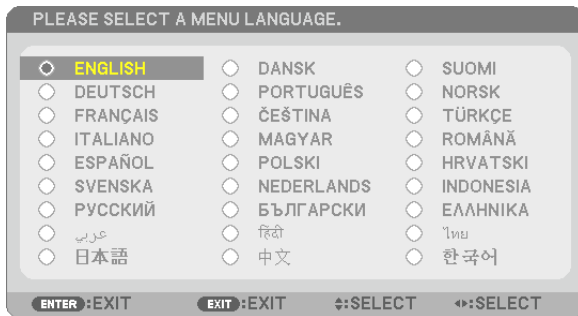 PLEASE SELECT A MENU LANGUAGE.
ENGLISH DANSK SUOMI
DEUTSCH PORTUGUÊS NORSK
FRANÇAIS ČEŠTINA TÜRKÇE
ITALIANO MAGYAR ROMÂNĂ
ESPAÑOL POLSKI HRVATSKI
SVENSKA NEDERLANDS INDONESIA
РУССКИЙ БЪЛГАРСКИ ΕΛΛΗΝΙΚΑ
عربي हिंदी ไทย
日本語 中文 한국어
ENTER:EXIT EXIT:EXIT :SELECT :SELECT